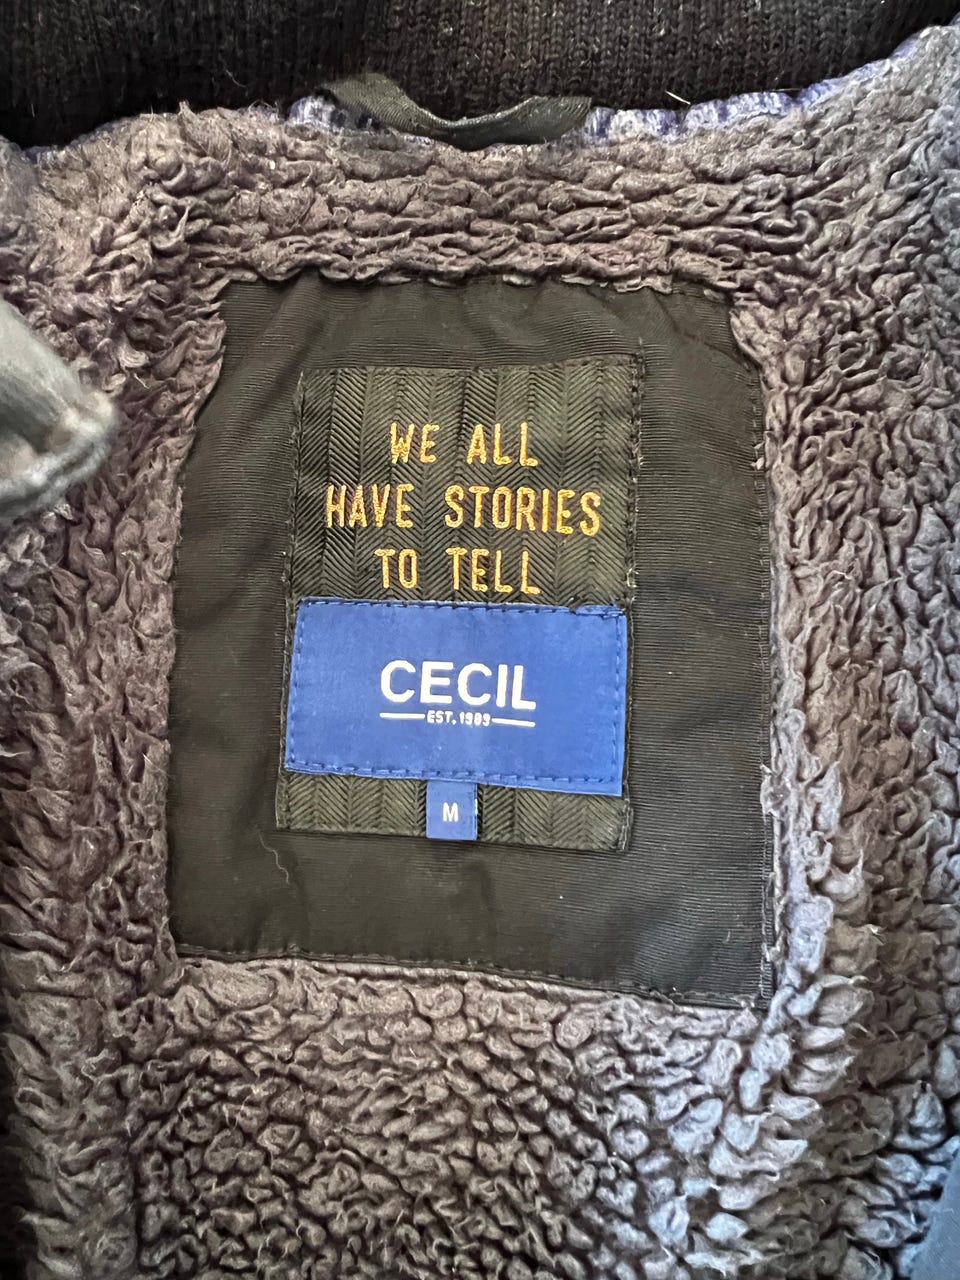 WE ALL
HAVE STORIES
TO TELL
CECIL
EST. 1989
M